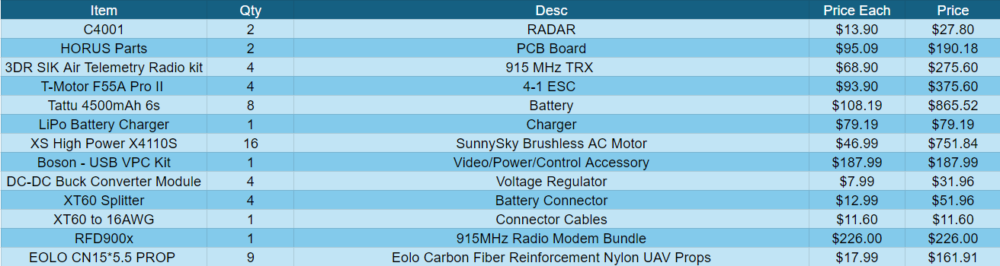 Item Qty Desc Price Each Price
C4001 2 RADAR $13.90 $27.80
HORUS Parts 2 PCB Board $95.09 $190.18
3DR SIK Air Telemetry Radio kit 4 915 MHz TRX $68.90 $275.60
T-Motor F55A Pro II 4 4-1 ESC $93.90 $375.60
Tattu 4500mAh 6s 8 Battery $108.19 $865.52
LiPo Battery Charger 1 Charger $79.19 $79.19
XS High Power X4110S 16 SunnySky Brushless AC Motor $46.99 $751.84
Boson - USB VPC Kit 1 Video/Power/Control Accessory $187.99 $187.99
DC-DC Buck Converter Module 4 Voltage Regulator $7.99 $31.96
XT60 Splitter 4 Battery Connector $12.99 $51.96
XT60 to 16AWG 1 Connector Cables $11.60 $11.60
RFD900x 1 915MHz Radio Modem Bundle $226.00 $226.00
EOLO CN15*5.5 PROP 9 Eolo Carbon Fiber Reinforcement Nylon UAV Props $17.99 $161.91